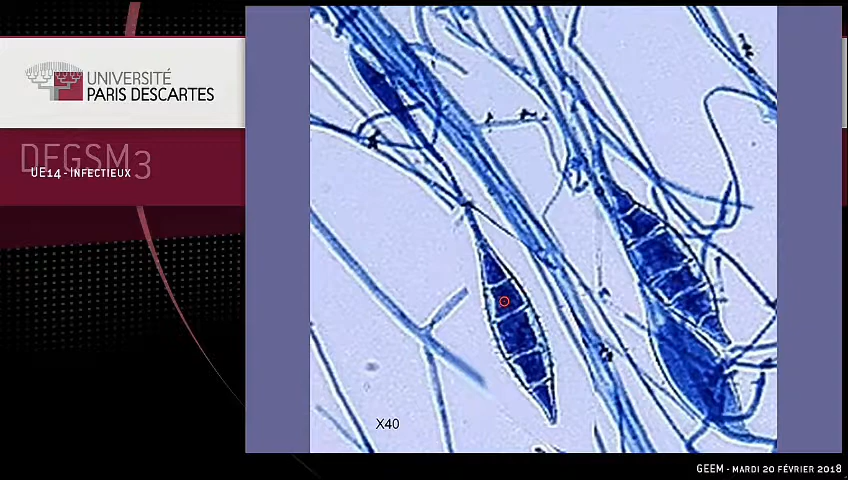 UNIVERSITÉ
PARIS DESCARTES
DFGSM3
UE14 - Infectieux
X40
GEEM - mardi 20 février 2018